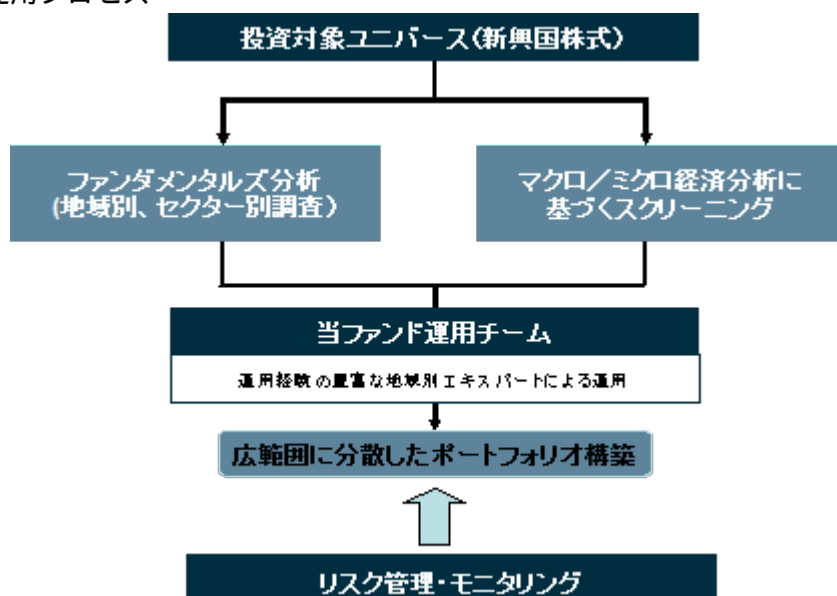 運用プロセス
投資対象ユニバース(新興国株式)
ファンダメンタルズ分析
(地域別、セクター別調査)
マクロ/ミクロ経済分析に
基づくスクリーニング
当ファンド運用チーム
運用経験の豊富な地域別エキスパートによる運用
広範囲に分散したポートフォリオ構築
リスク管理・モニタリング